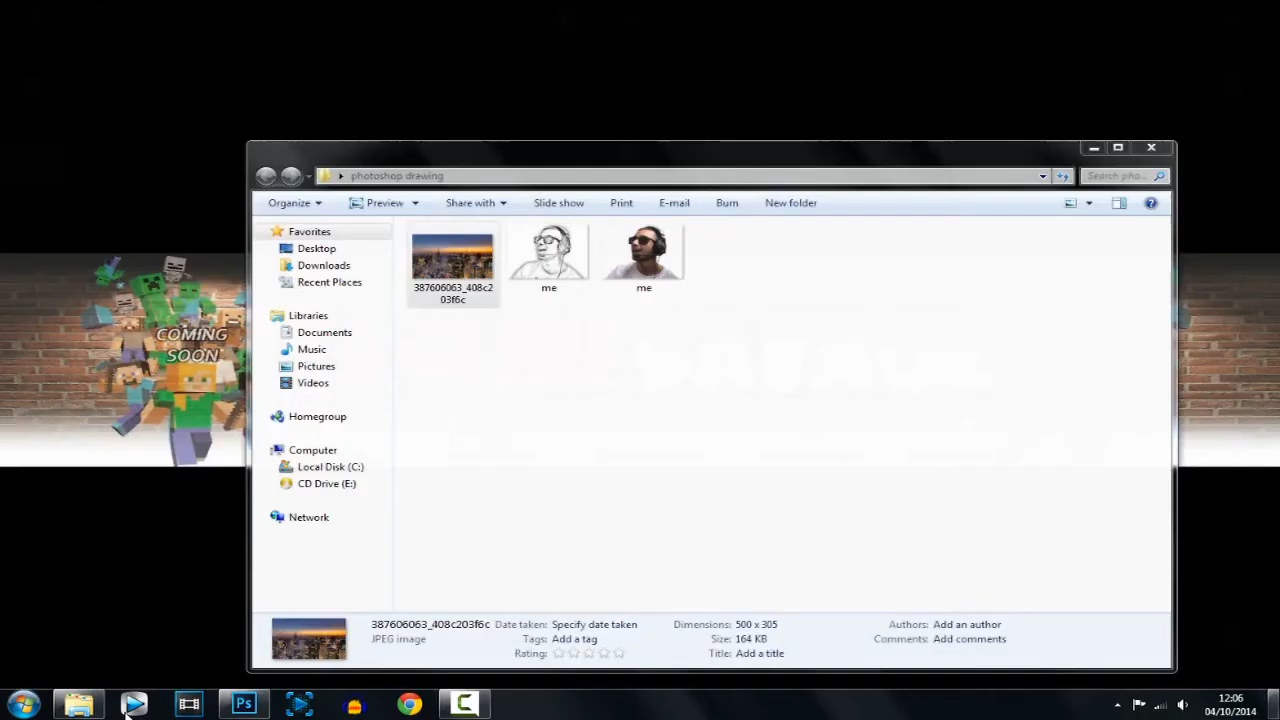 photoshop drawing
Search pho...
Organize
Preview
Share with
Slide show
Print
E-mail
Burn
New folder
Favorites
Desktop
Downloads
Recent Places
Libraries
Documents
Music
Pictures
Videos
Homegroup
Computer
Local Disk (C:)
CD Drive (E:)
Network
387606063_408c2
03f6c
me
me
COMING
SOON
387606063_408c203f6c
JPEG image
Date taken: Specify date taken
Tags: Add a tag
Rating:
Dimensions: 500 x 305
Size: 164 KB
Title: Add a title
Authors: Add an author
Comments: Add comments
Ps
C
12:06
04/10/2014